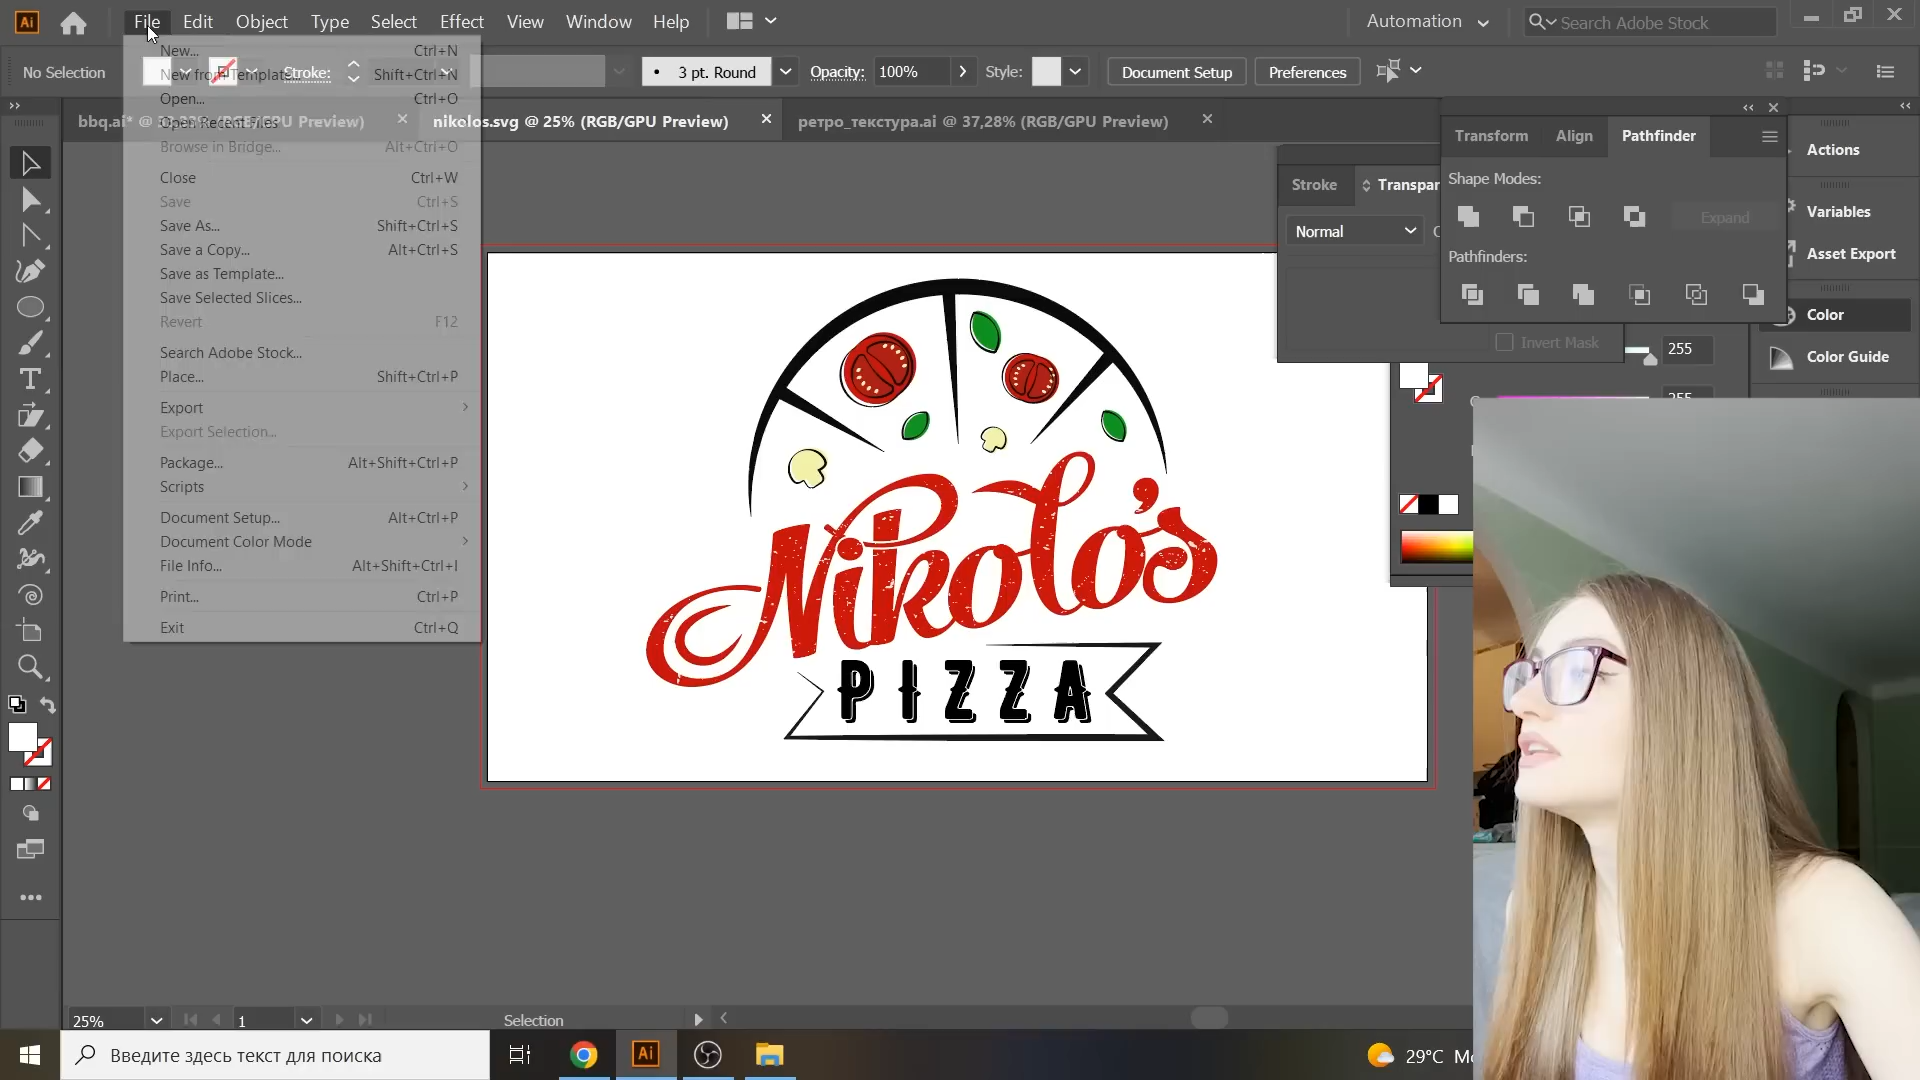 Ai File Edit Object Type Select Effect View Window Help Automation Search Adobe Stock
No Selection Stroke: 3 pt. Round Opacity: 100% Style: Document Setup Preferences
bbq.ai* @ (RGB/GPU Preview) nikolos.svg @ 25% (RGB/GPU Preview) ретро_текстура.ai @ 37,28% (RGB/GPU Preview)
New... Ctrl+N
New from Template... Shift+Ctrl+N
Open... Ctrl+O
Open Recent Files
Browse in Bridge... Alt+Ctrl+O
Close Ctrl+W
Save Ctrl+S
Save As... Shift+Ctrl+S
Save a Copy... Alt+Ctrl+S
Save as Template...
Save Selected Slices...
Revert F12
Search Adobe Stock...
Place... Shift+Ctrl+P
Export
Export Selection...
Package... Alt+Shift+Ctrl+P
Scripts
Document Setup... Alt+Ctrl+P
Document Color Mode
File Info... Alt+Shift+Ctrl+I
Print... Ctrl+P
Exit Ctrl+Q
Nikolo's
PIZZA
Transform Align Pathfinder
Shape Modes:
Expand
Pathfinders:
Stroke Transpar
Normal
Invert Mask
255
255
Actions
Variables
Asset Export
Color
Color Guide
25% 1 Selection
Введите здесь текст для поиска
Ai
29°C